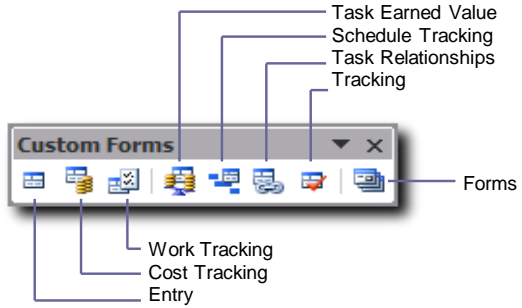 Task Earned Value
Schedule Tracking
Task Relationships
Tracking
Custom Forms
Forms
Work Tracking
Cost Tracking
Entry